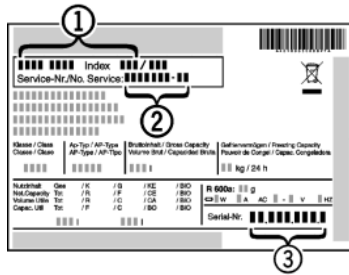 1
Index /
Service-Nr./No. Service: -
2
Klasse / Class
Classe / Clase
Ap-Typ / AP-Type
AP-Type / AP-Tipo
Bruttoinhalt / Gross Capacity
Volume Brut / Capacidad Bruta
Gefriervermögen / Freezing Capacity
Pouvoir de Congel / Capac. Congeladora
kg / 24 h
Nutzinhalt Ges / K / G / KE / BIO
Net.Capacity Tot. / R. / F / CE / BIO
Volume Utile Tot. / R / C / CA / BIO
Capac. Util Tot. / F / C / BO / BIO
R 600a: g
W A AC - V HZ
Serial-Nr.
3